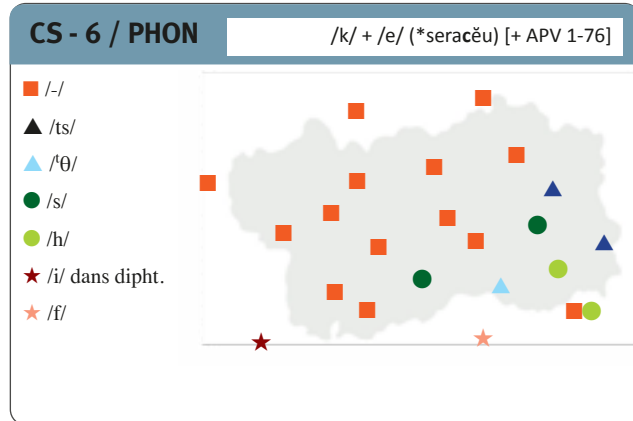 CS - 6 / PHON
/k/ + /e/ (*seracĕu) [+ APV 1-76]
/-/
/ts/
/ᵗθ/
/s/
/h/
/i/ dans dipht.
/f/